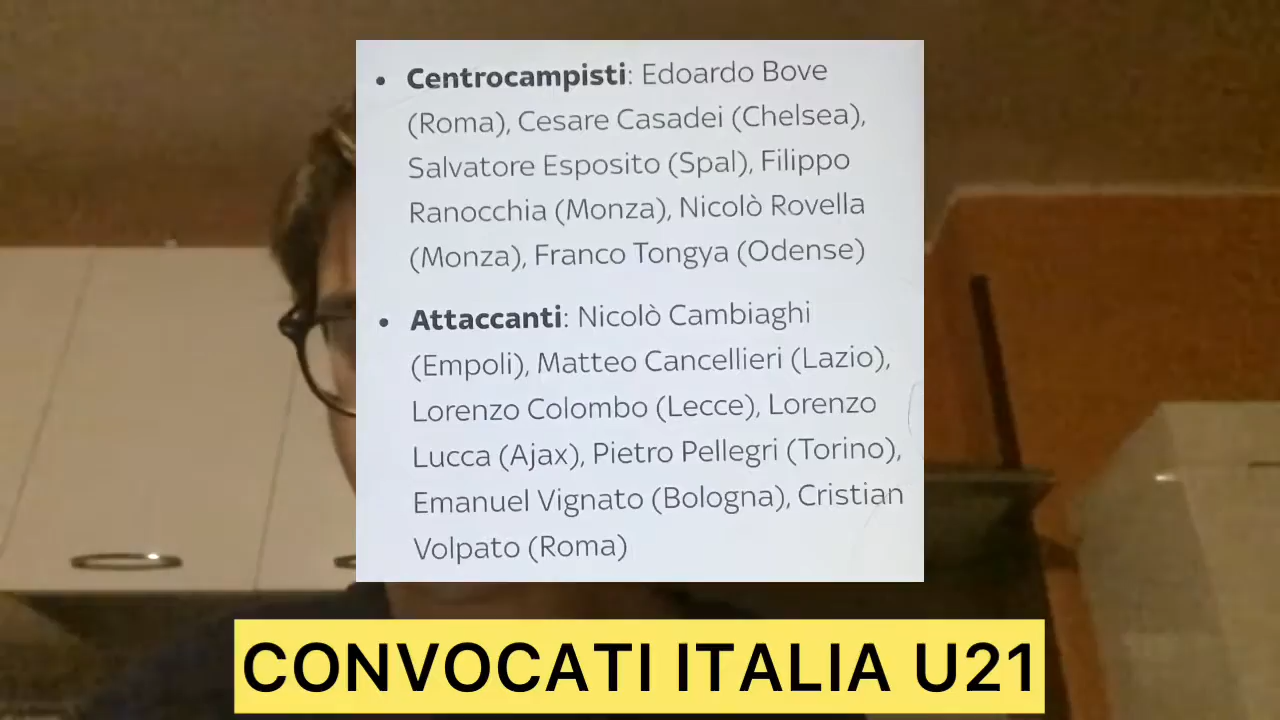 • Centrocampisti: Edoardo Bove
(Roma), Cesare Casadei (Chelsea),
Salvatore Esposito (Spal), Filippo
Ranocchia (Monza), Nicolò Rovella
(Monza), Franco Tongya (Odense)
• Attaccanti: Nicolò Cambiaghi
(Empoli), Matteo Cancellieri (Lazio),
Lorenzo Colombo (Lecce), Lorenzo
Lucca (Ajax), Pietro Pellegri (Torino),
Emanuel Vignato (Bologna), Cristian
Volpato (Roma)
CONVOCATI ITALIA U21